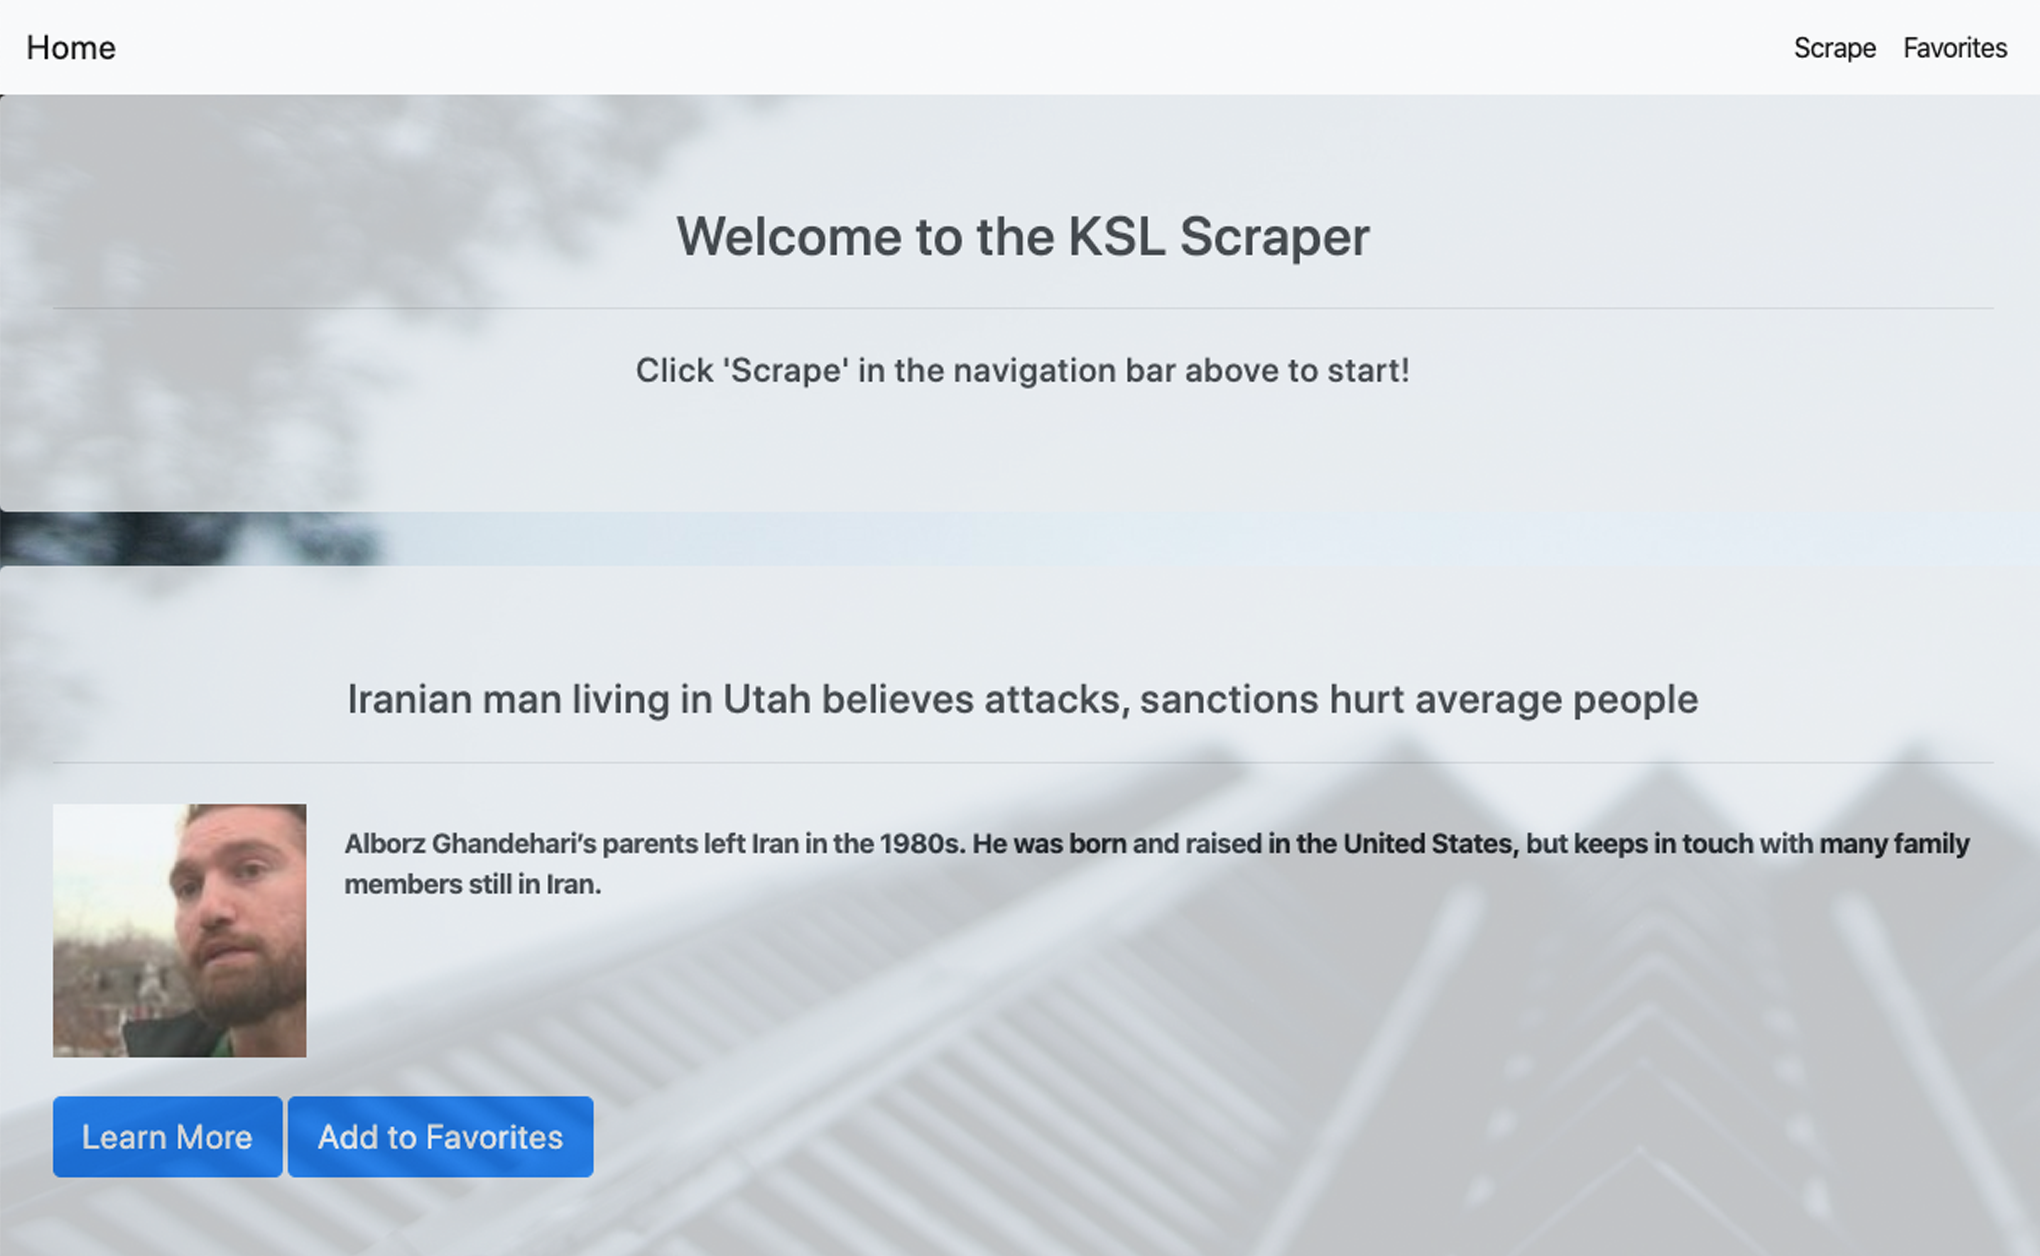 Home
Scrape Favorites
Welcome to the KSL Scraper
Click 'Scrape' in the navigation bar above to start!
Iranian man living in Utah believes attacks, sanctions hurt average people
Alborz Ghandehari’s parents left Iran in the 1980s. He was born and raised in the United States, but keeps in touch with many family
members still in Iran.
Learn More
Add to Favorites